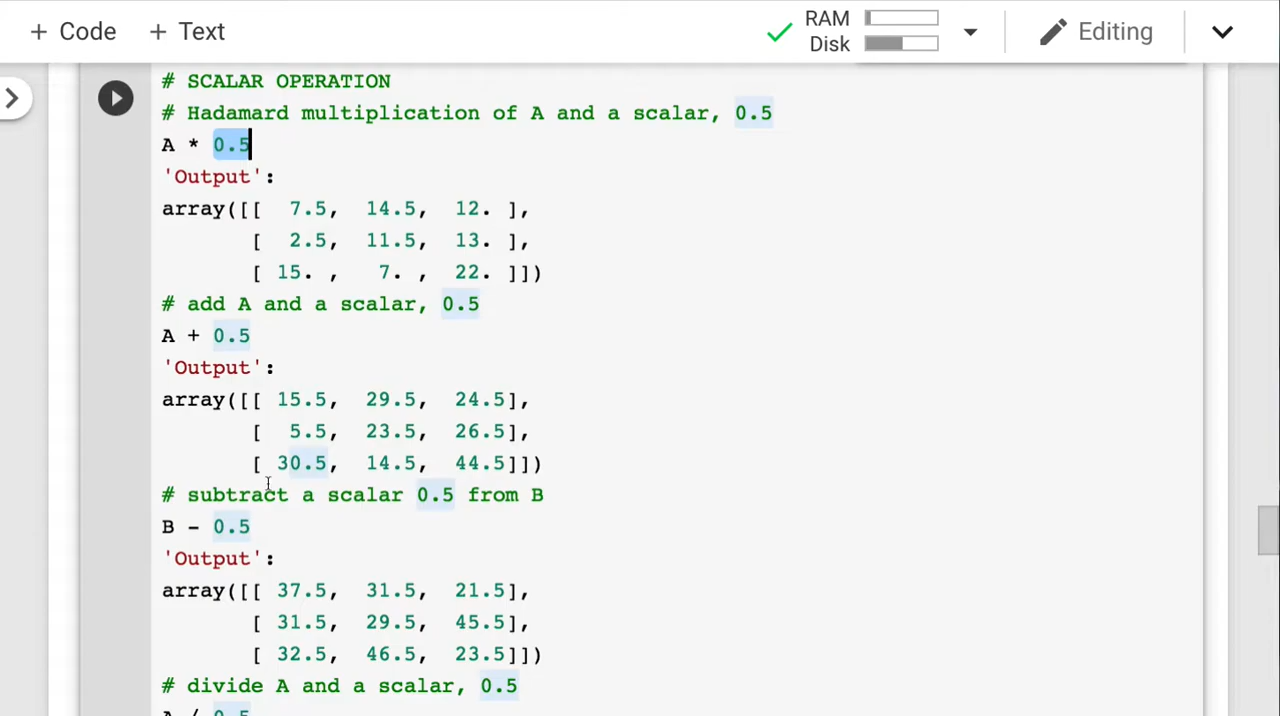 + Code + Text
RAM
Disk
Editing
# SCALAR OPERATION
# Hadamard multiplication of A and a scalar, 0.5
A * 0.5
'Output':
array([[ 7.5, 14.5, 12. ],
[ 2.5, 11.5, 13. ],
[ 15. , 7. , 22. ]])
# add A and a scalar, 0.5
A + 0.5
'Output':
array([[ 15.5, 29.5, 24.5],
[ 5.5, 23.5, 26.5],
[ 30.5, 14.5, 44.5]])
# subtract a scalar 0.5 from B
B - 0.5
'Output':
array([[ 37.5, 31.5, 21.5],
[ 31.5, 29.5, 45.5],
[ 32.5, 46.5, 23.5]])
# divide A and a scalar, 0.5
A / 0.5